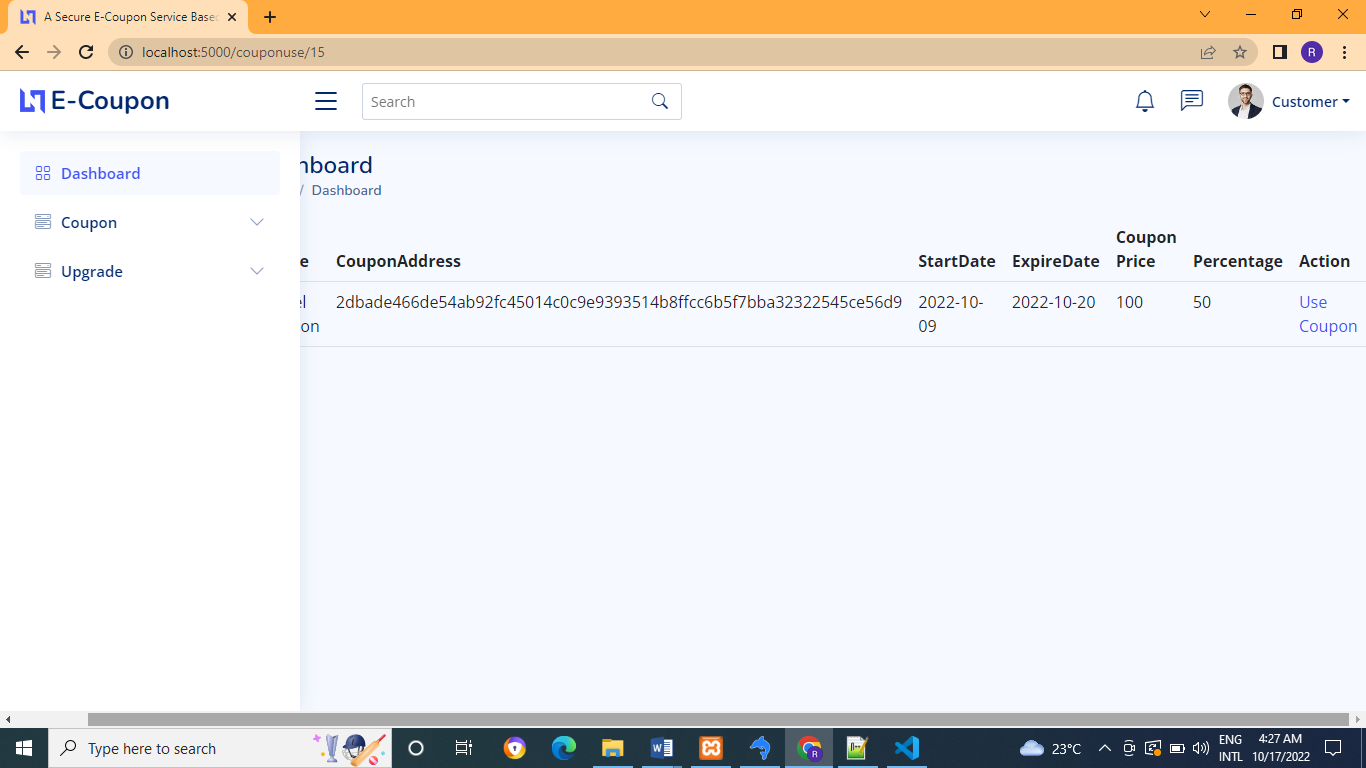 A Secure E-Coupon Service Base
localhost:5000/couponuse/15
R
E-Coupon
Search
Customer
Dashboard
Coupon
Upgrade
nboard
/ Dashboard
e
CouponAddress
StartDate
ExpireDate
Coupon
Price
Percentage
Action
el
on
2dbade466de54ab92fc45014c0c9e9393514b8ffcc6b5f7bba32322545ce56d9
2022-10-
09
2022-10-20
100
50
Use
Coupon
Type here to search
R
23°C
ENG
INTL
4:27 AM
10/17/2022